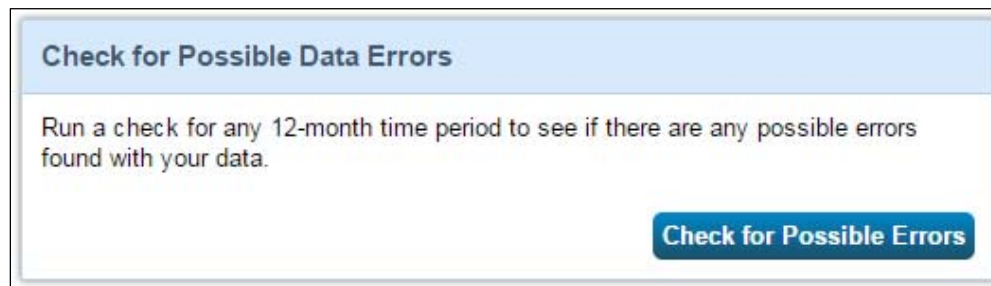 Check for Possible Data Errors
Run a check for any 12-month time period to see if there are any possible errors
found with your data.
Check for Possible Errors